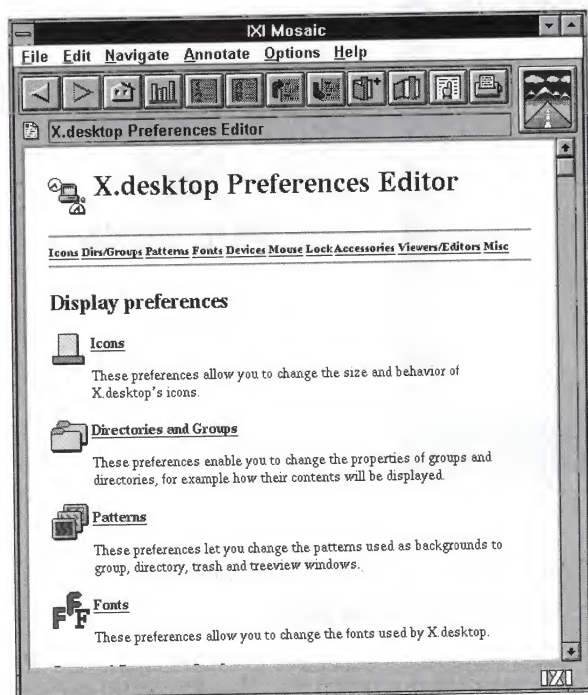 IXI Mosaic
File Edit Navigate Annotate Options Help
X.desktop Preferences Editor
X.desktop Preferences Editor
Icons Dirs/Groups Patterns Fonts Devices Mouse Lock Accessories Viewers/Editors Misc
Display preferences
Icons
These preferences allow you to change the size and behavior of
X.desktop's icons.
Directories and Groups
These preferences enable you to change the properties of groups and
directories, for example how their contents will be displayed.
Patterns
These preferences let you change the patterns used as backgrounds to
group, directory, trash and treeview windows.
Fonts
These preferences allow you to change the fonts used by X.desktop.
IXI